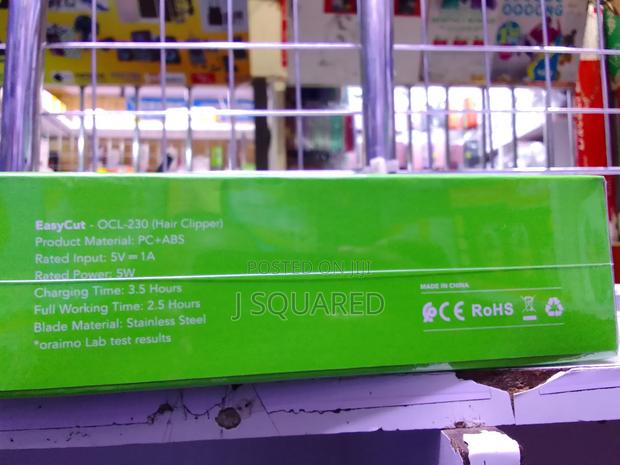 EasyCut - OCL-230 (Hair Clipper)
Product Material: PC+ABS
Rated Input: 5V⎓1A
Rated Power: 5W
Charging Time: 3.5 Hours
Full Working Time: 2.5 Hours
Blade Material: Stainless Steel
*oraimo Lab test results
POSTED ON JIJI
J SQUARED
MADE IN CHINA
CE RoHS